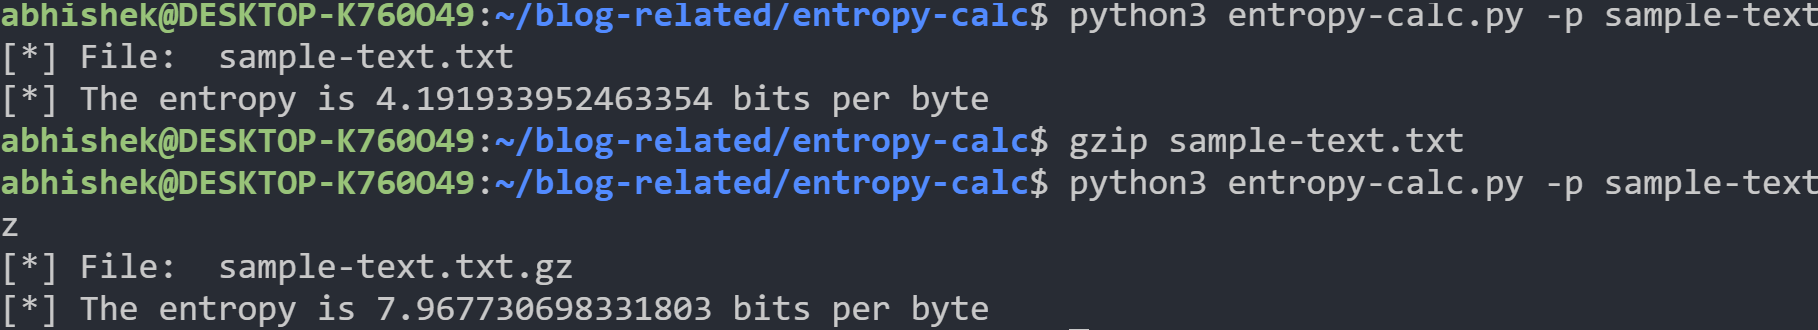 abhishek@DESKTOP-K760O49:~/blog-related/entropy-calc$ python3 entropy-calc.py -p sample-text
[*] File:  sample-text.txt
[*] The entropy is 4.191933952463354 bits per byte
abhishek@DESKTOP-K760O49:~/blog-related/entropy-calc$ gzip sample-text.txt
abhishek@DESKTOP-K760O49:~/blog-related/entropy-calc$ python3 entropy-calc.py -p sample-text
z
[*] File:  sample-text.txt.gz
[*] The entropy is 7.967730698331803 bits per byte